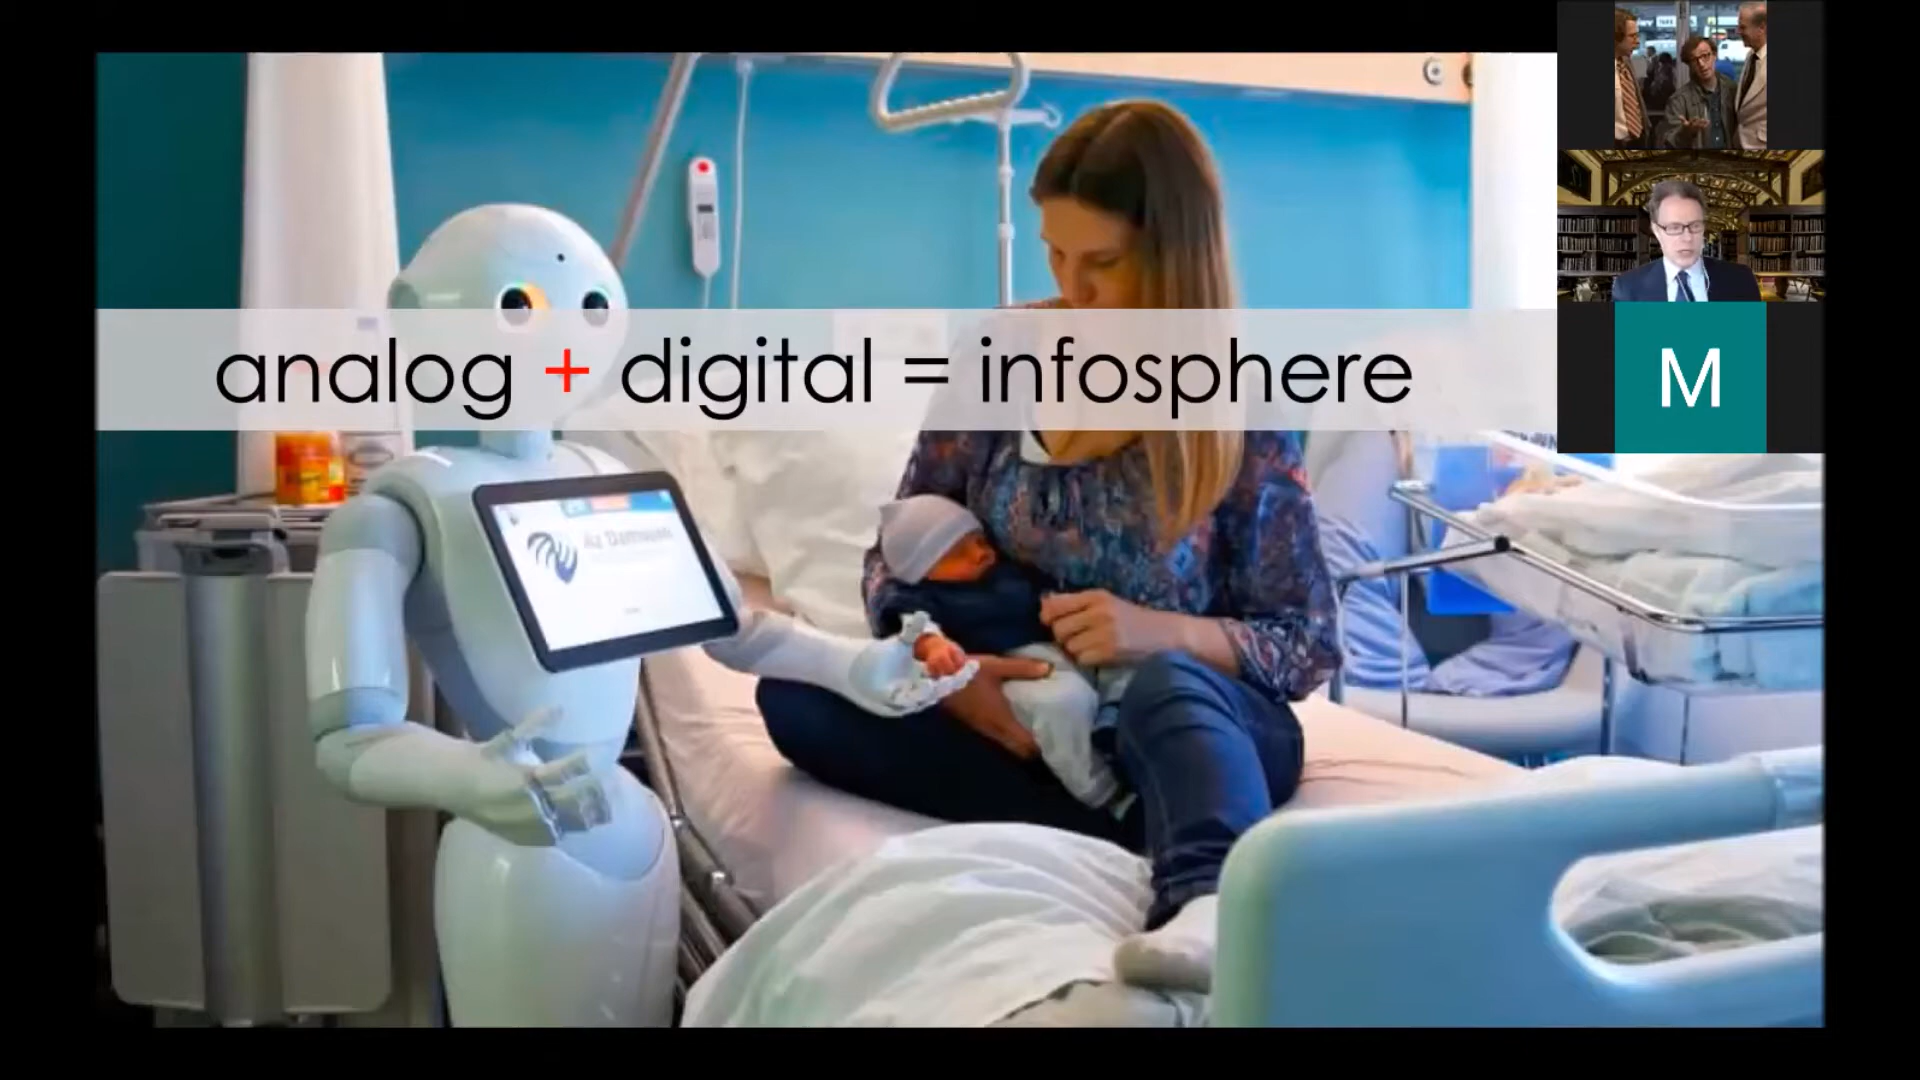 analog + digital = infosphere
M